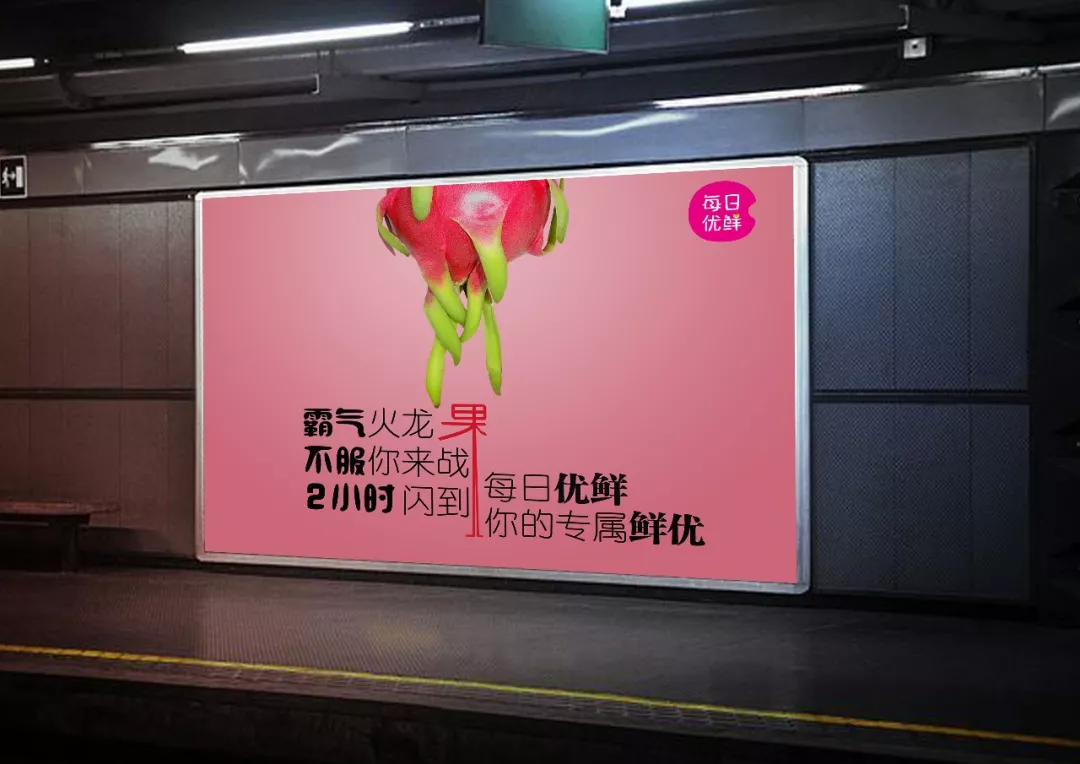 每日
优鲜
霸气火龙果
不服你来战
2小时闪到
每日优鲜
你的专属鲜优